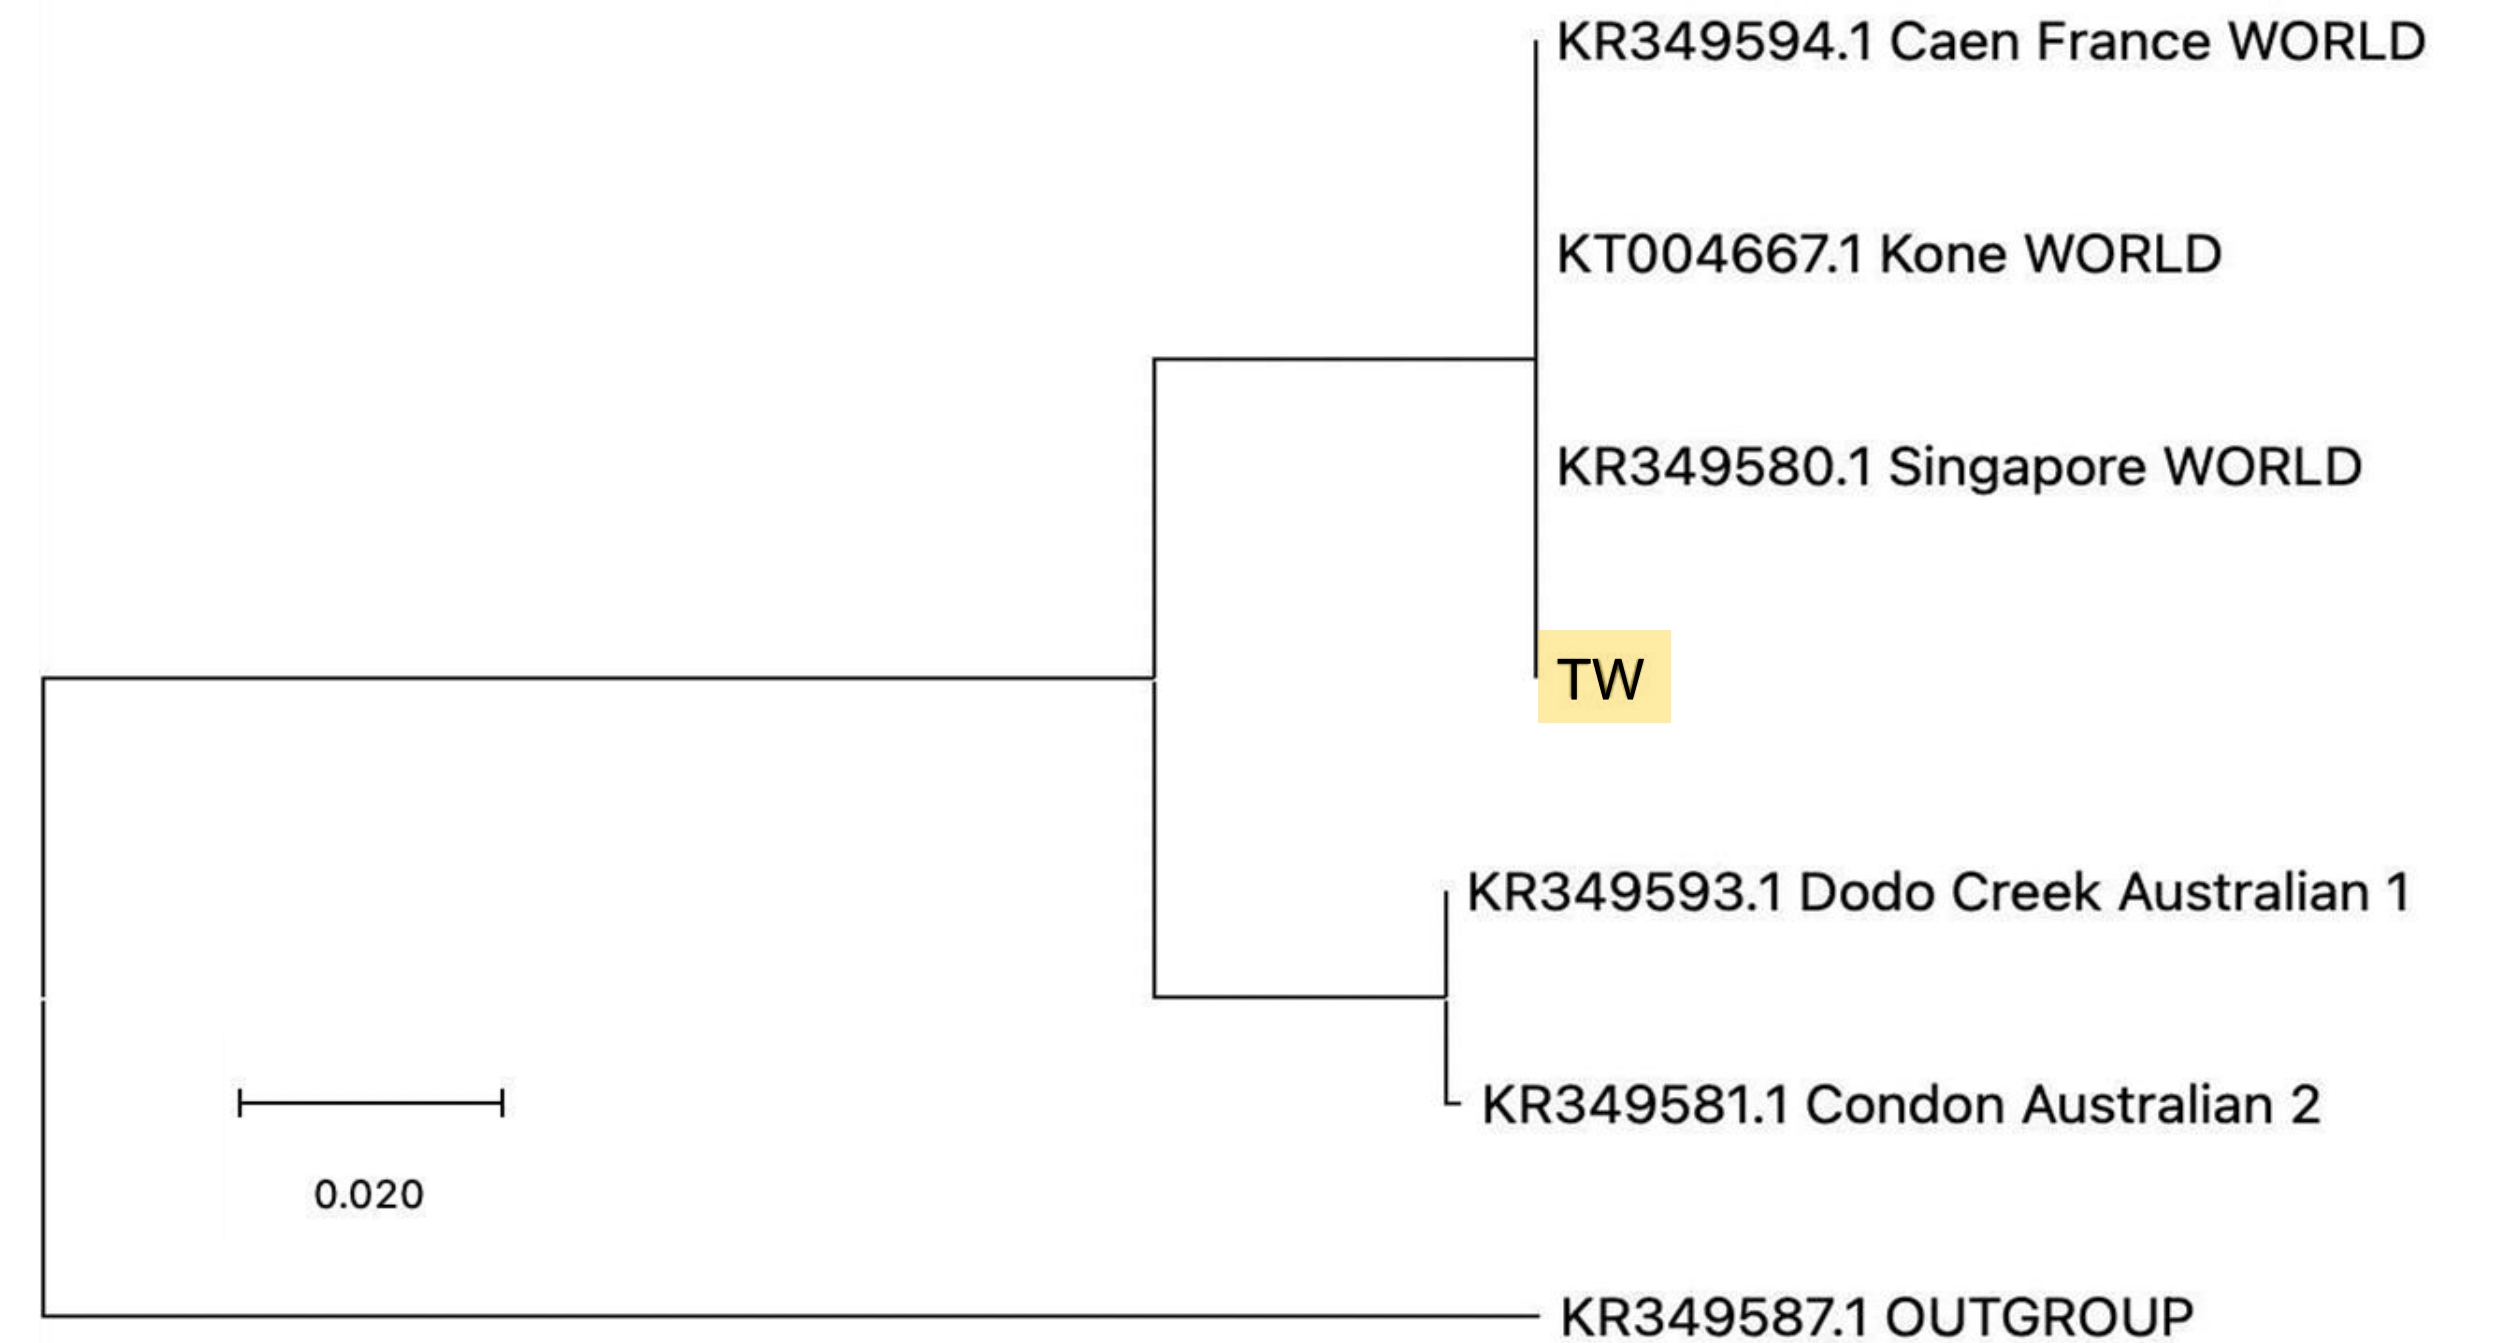 KR349594.1 Caen France WORLD
KT004667.1 Kone WORLD
KR349580.1 Singapore WORLD
TW
KR349593.1 Dodo Creek Australian 1
KR349581.1 Condon Australian 2
0.020
KR349587.1 OUTGROUP